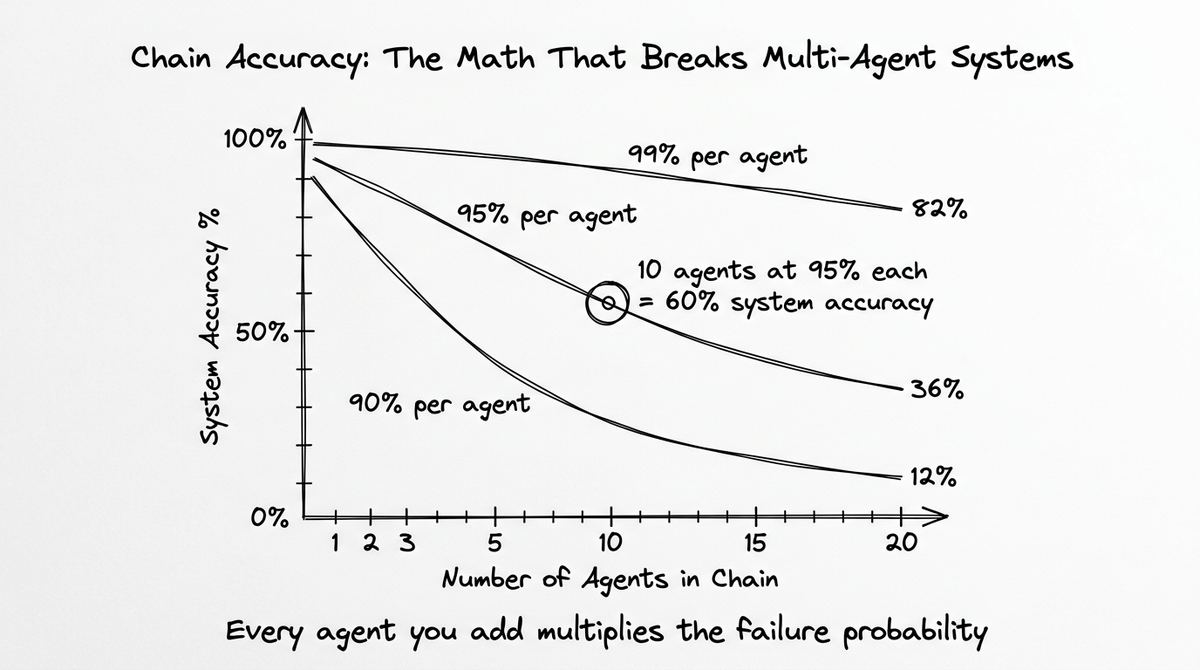 Chain Accuracy: The Math That Breaks Multi-Agent Systems
100%
99% per agent
82%
95% per agent
System Accuracy %
10 agents at 95% each
= 60% system accuracy
50%
36%
90% per agent
12%
0%
1 2 3 5 10 15 20
Number of Agents in Chain
Every agent you add multiplies the failure probability